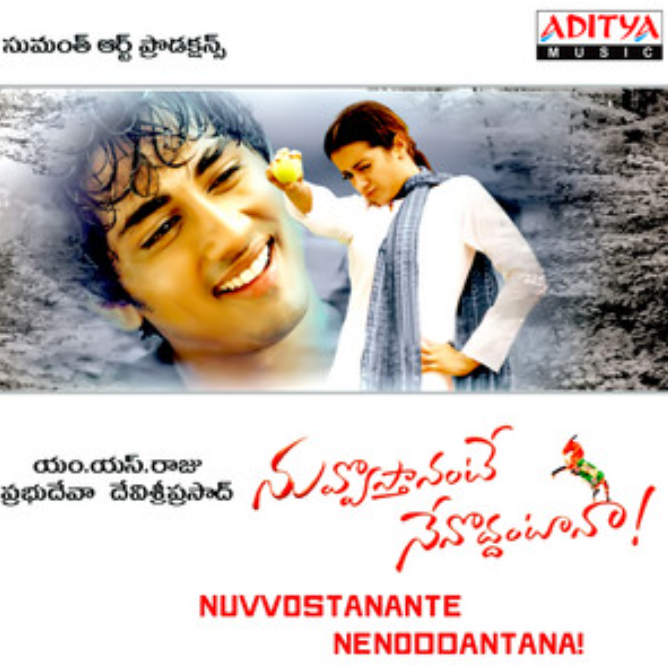 సుమంత్ ఆర్ట్ ప్రొడక్షన్స్
ADITYA
MUSIC
యం.యస్.రాజు
ప్రభుదేవా దేవిశ్రీప్రసాద్
నువ్వొస్తానంటే
నేనొద్దంటానా!
NUVVOSTANANTE
NENODDANTANA!